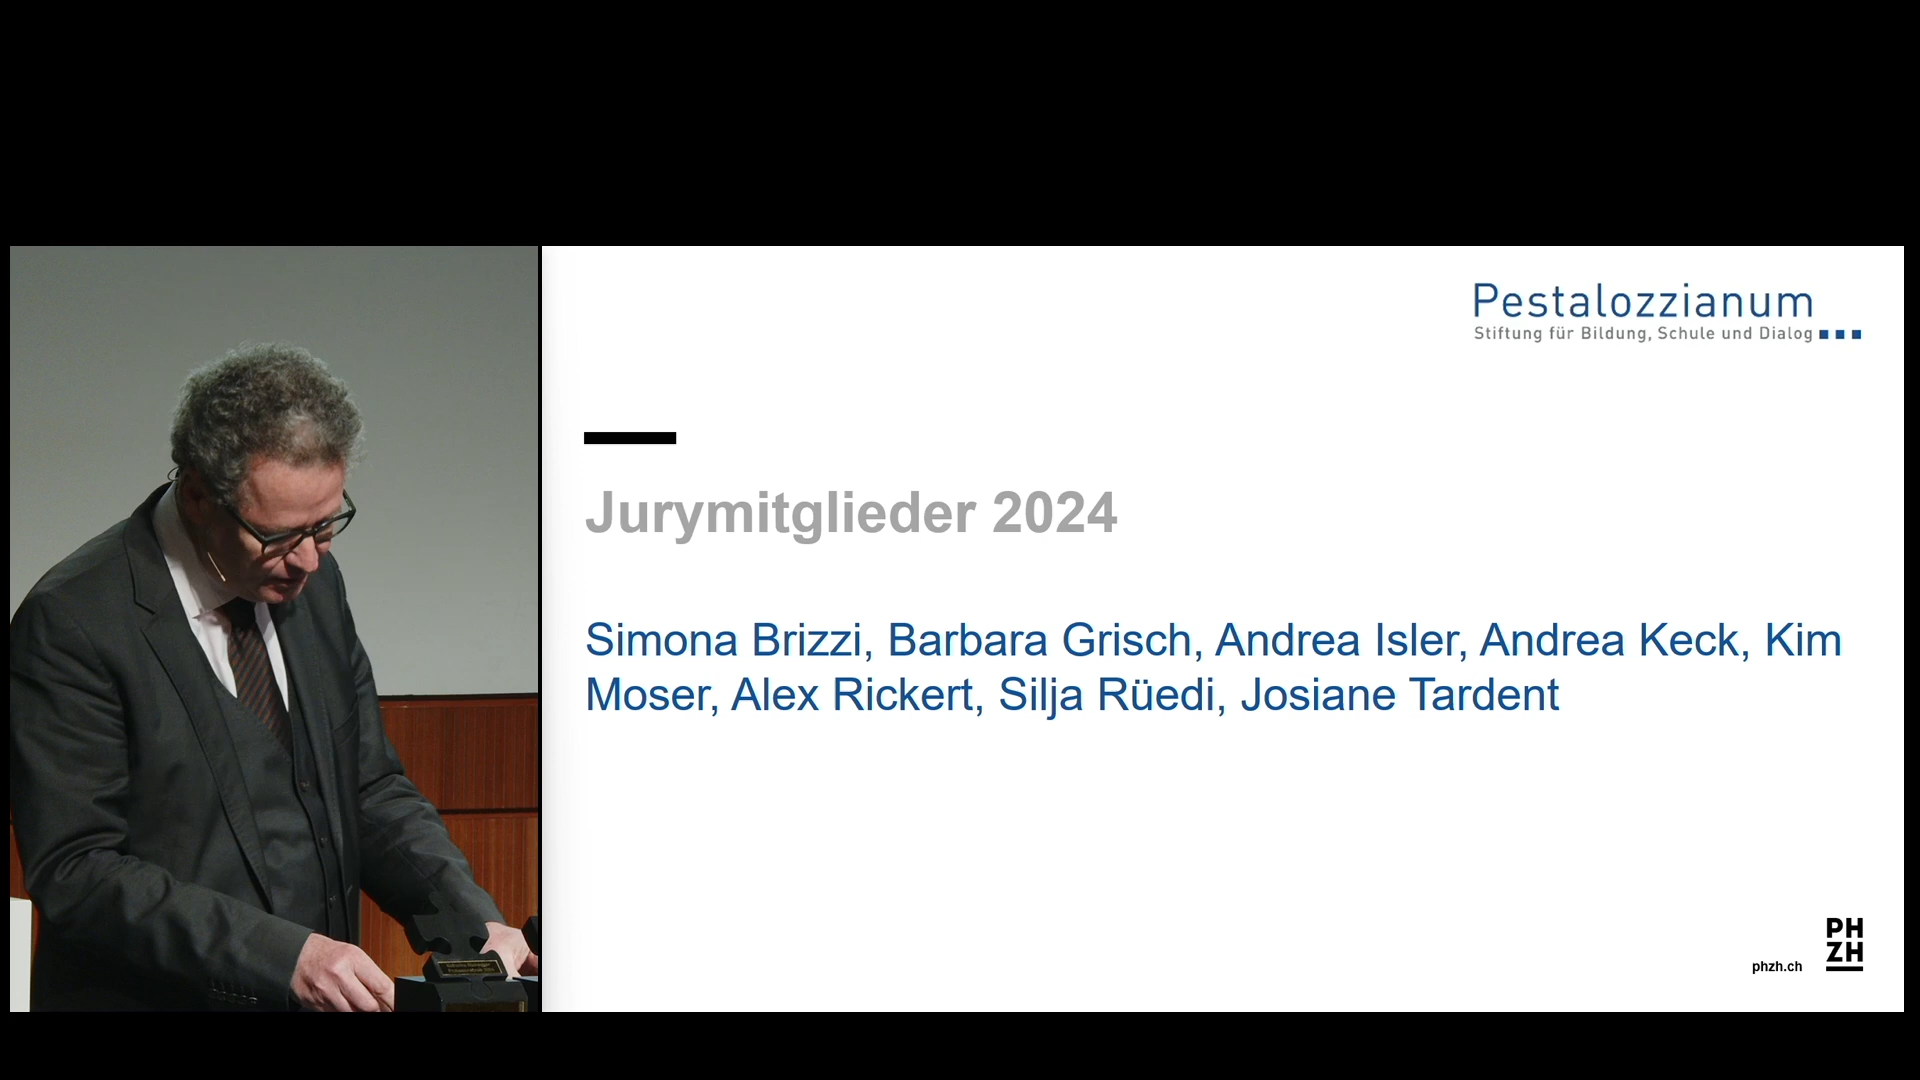 Pestalozzianum
Stiftung für Bildung, Schule und Dialog
Jurymitglieder 2024
Simona Brizzi, Barbara Grisch, Andrea Isler, Andrea Keck, Kim
Moser, Alex Rickert, Silja Rüedi, Josiane Tardent
PH
ZH
phzh.ch